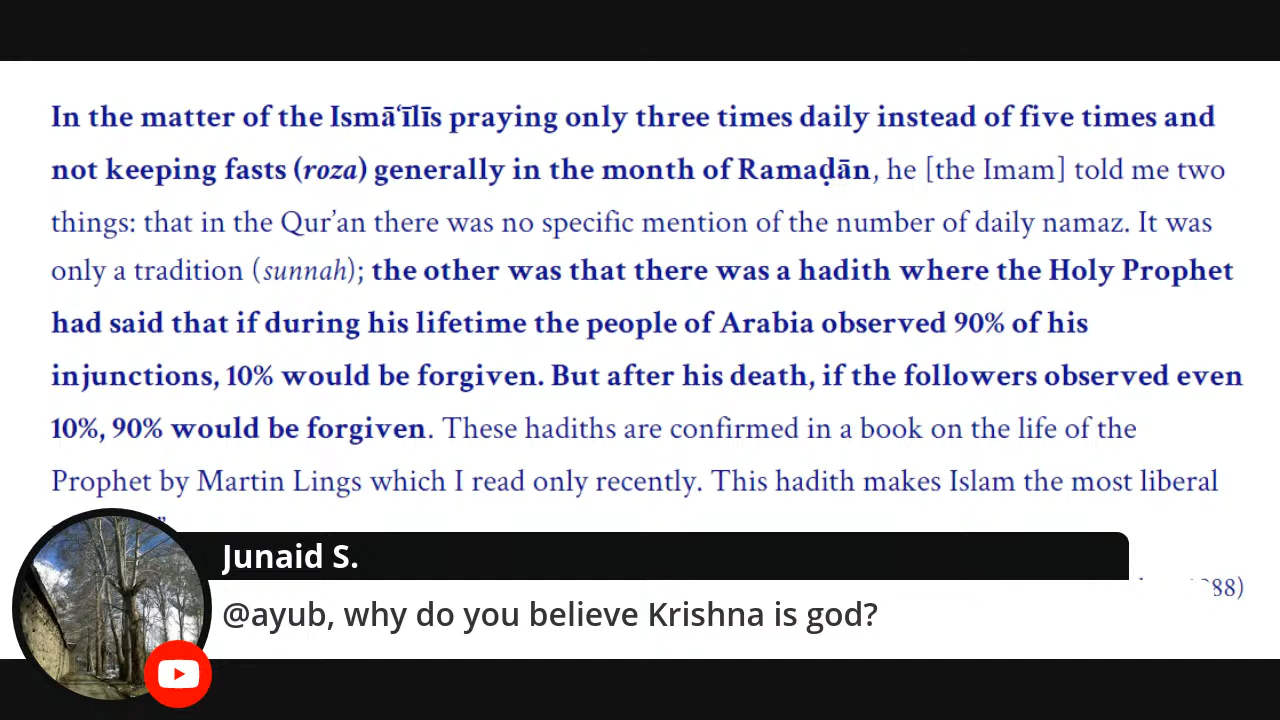 In the matter of the Ismā‘īlīs praying only three times daily instead of five times and
not keeping fasts (roza) generally in the month of Ramaḍān, he [the Imam] told me two
things: that in the Qur’an there was no specific mention of the number of daily namaz. It was
only a tradition (sunnah); the other was that there was a hadith where the Holy Prophet
had said that if during his lifetime the people of Arabia observed 90% of his
injunctions, 10% would be forgiven. But after his death, if the followers observed even
10%, 90% would be forgiven. These hadiths are confirmed in a book on the life of the
Prophet by Martin Lings which I read only recently. This hadith makes Islam the most liberal
88)
Junaid S.
@ayub, why do you believe Krishna is god?